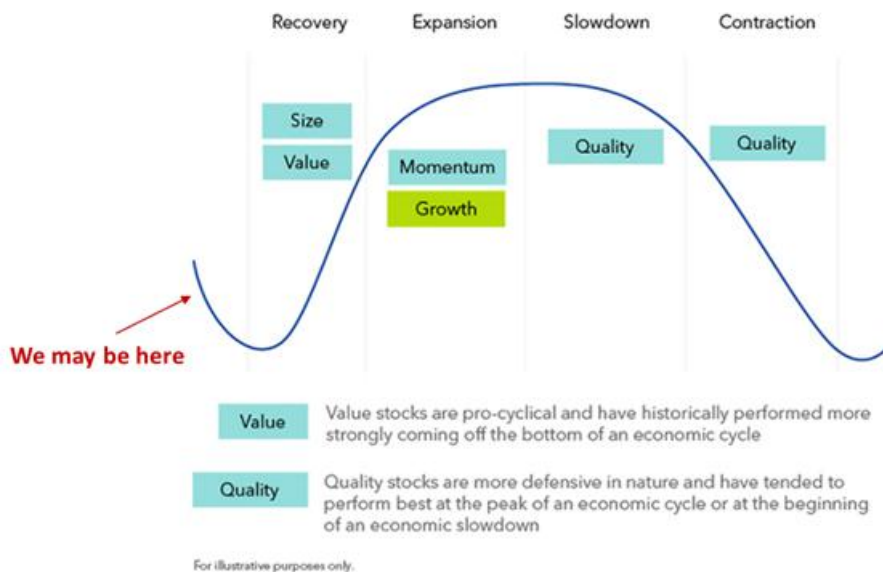 Recovery
Expansion
Slowdown
Contraction
Size
Value
Momentum
Growth
Quality
Quality
We may be here
Value
Value stocks are pro-cyclical and have historically performed more
strongly coming off the bottom of an economic cycle
Quality
Quality stocks are more defensive in nature and have tended to
perform best at the peak of an economic cycle or at the beginning
of an economic slowdown
For illustrative purposes only.